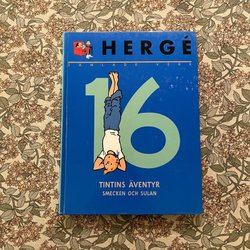 HERGÉ
SAMLADE VERK
16
TINTINS ÄVENTYR
SMECKEN OCH SULAN